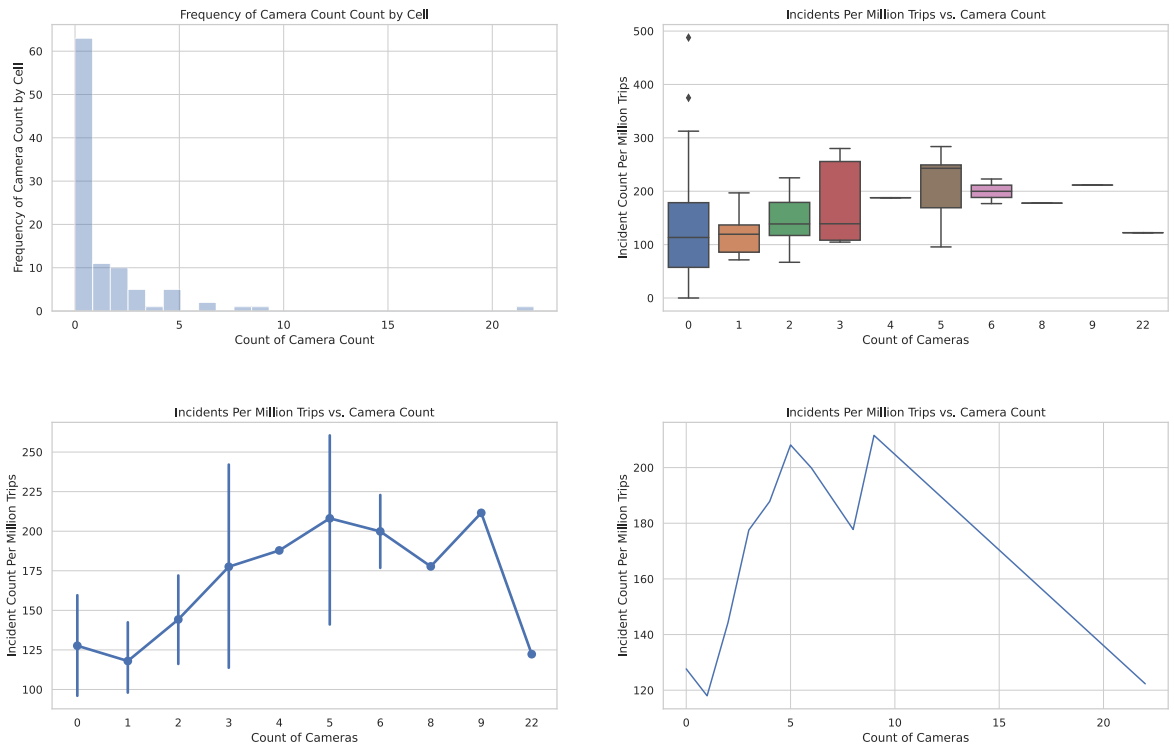 Frequency of Camera Count Count by Cell
Frequency of Camera Count by Cell
60
50
40
30
20
10
0
0 5 10 15 20
Count of Camera Count
Incidents Per Million Trips vs. Camera Count
Incident Count Per Million Trips
500
400
300
200
100
0
0 1 2 3 4 5 6 8 9 22
Count of Cameras
Incidents Per Million Trips vs. Camera Count
Incident Count Per Million Trips
250
225
200
175
150
125
100
0 1 2 3 4 5 6 8 9 22
Count of Cameras
Incidents Per Million Trips vs. Camera Count
Incident Count Per Million Trips
200
180
160
140
120
0 5 10 15 20
Count of Cameras